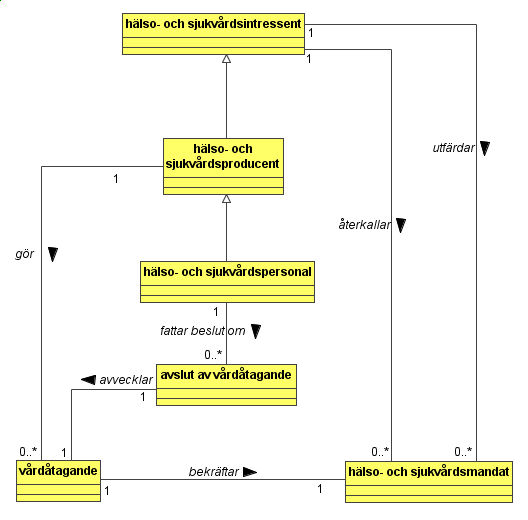 hälso- och sjukvårdsintressent
1
1
utfärdar
hälso- och
sjukvårdsproducent
1
återkallar
gör
hälso- och sjukvårdspersonal
1
fattar beslut om
0..*
avslut av vårdåtagande
avvecklar
1
0..*
1
0..*
0..*
vårdåtagande
bekräftar
hälso- och sjukvårdsmandat
1
1